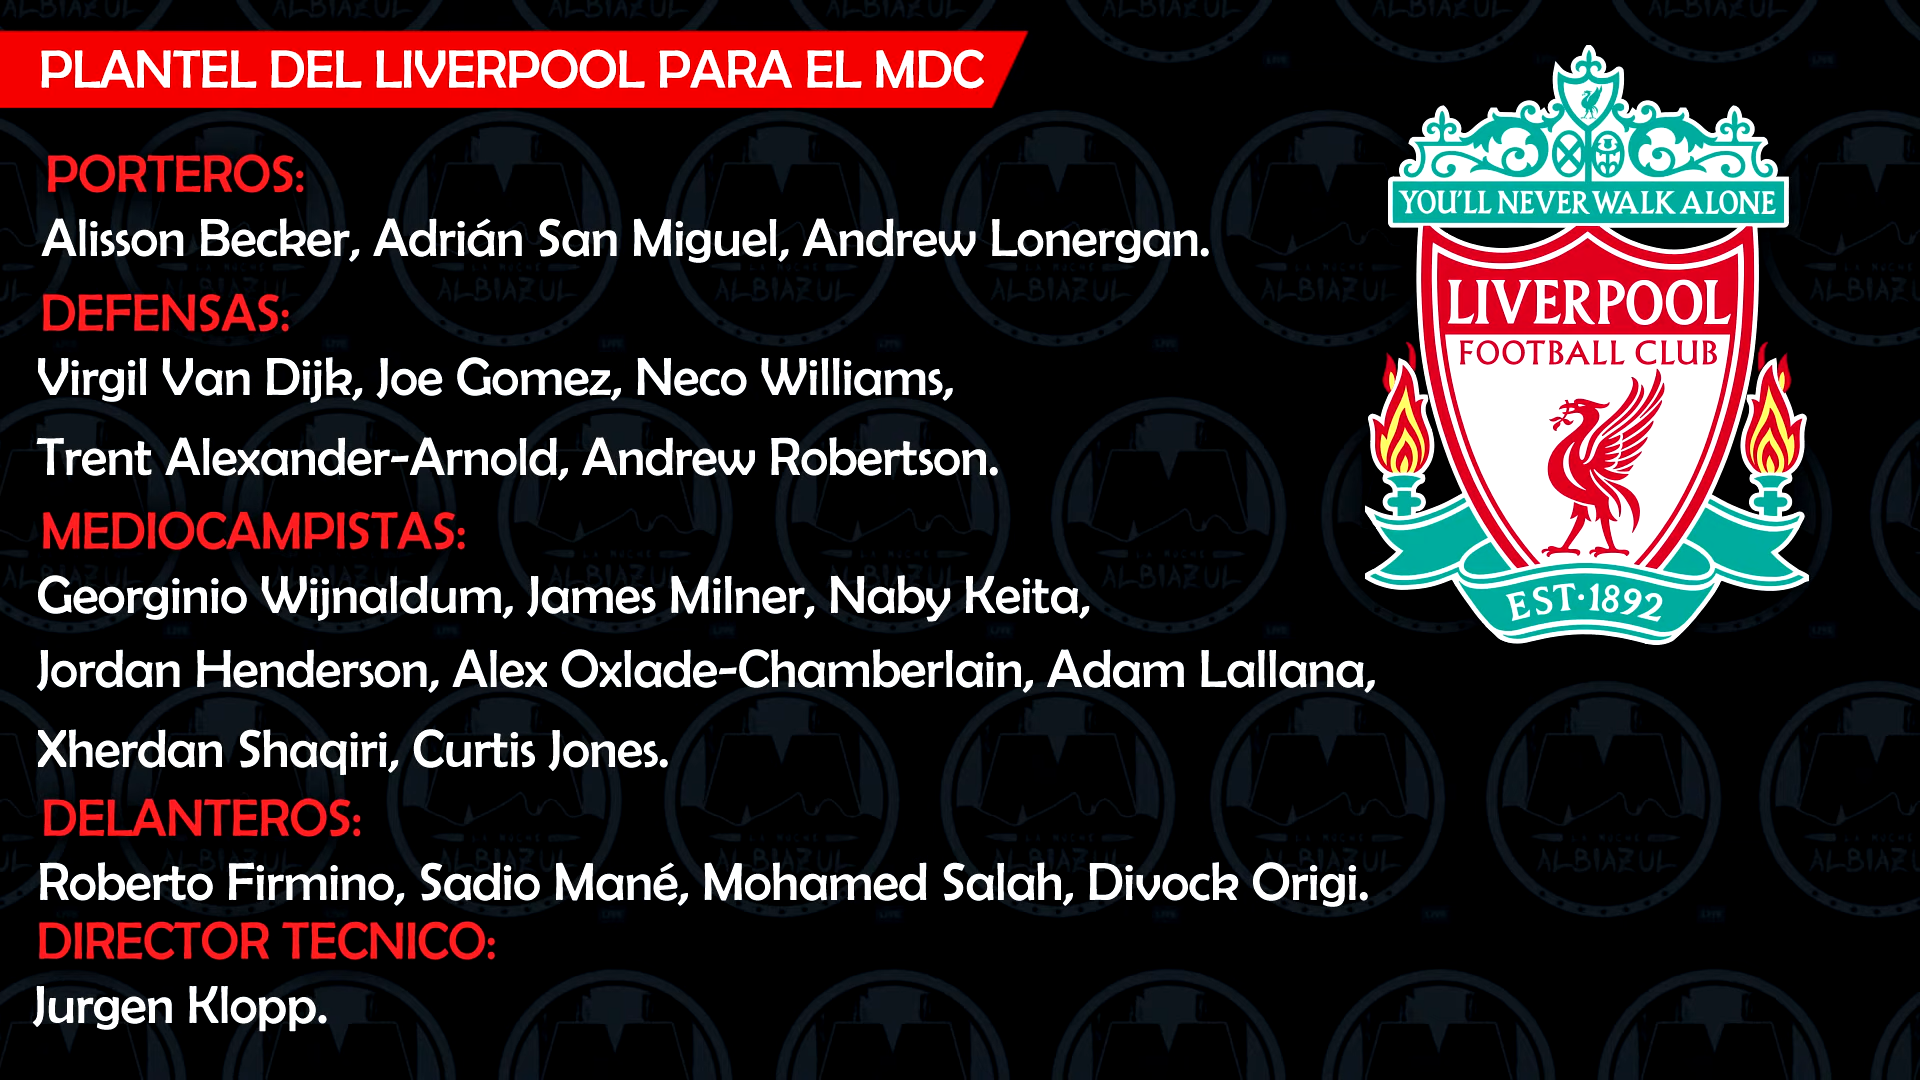 PLANTEL DEL LIVERPOOL PARA EL MDC
PORTEROS:
Alisson Becker, Adrián San Miguel, Andrew Lonergan.
DEFENSAS:
Virgil Van Dijk, Joe Gomez, Neco Williams,
Trent Alexander-Arnold, Andrew Robertson.
MEDIOCAMPISTAS:
Georginio Wijnaldum, James Milner, Naby Keita,
Jordan Henderson, Alex Oxlade-Chamberlain, Adam Lallana,
Xherdan Shaqiri, Curtis Jones.
DELANTEROS:
Roberto Firmino, Sadio Mané, Mohamed Salah, Divock Origi.
DIRECTOR TECNICO:
Jurgen Klopp.
YOU'LL NEVER WALK ALONE
LIVERPOOL
FOOTBALL CLUB
EST·1892
ALBIAZUL